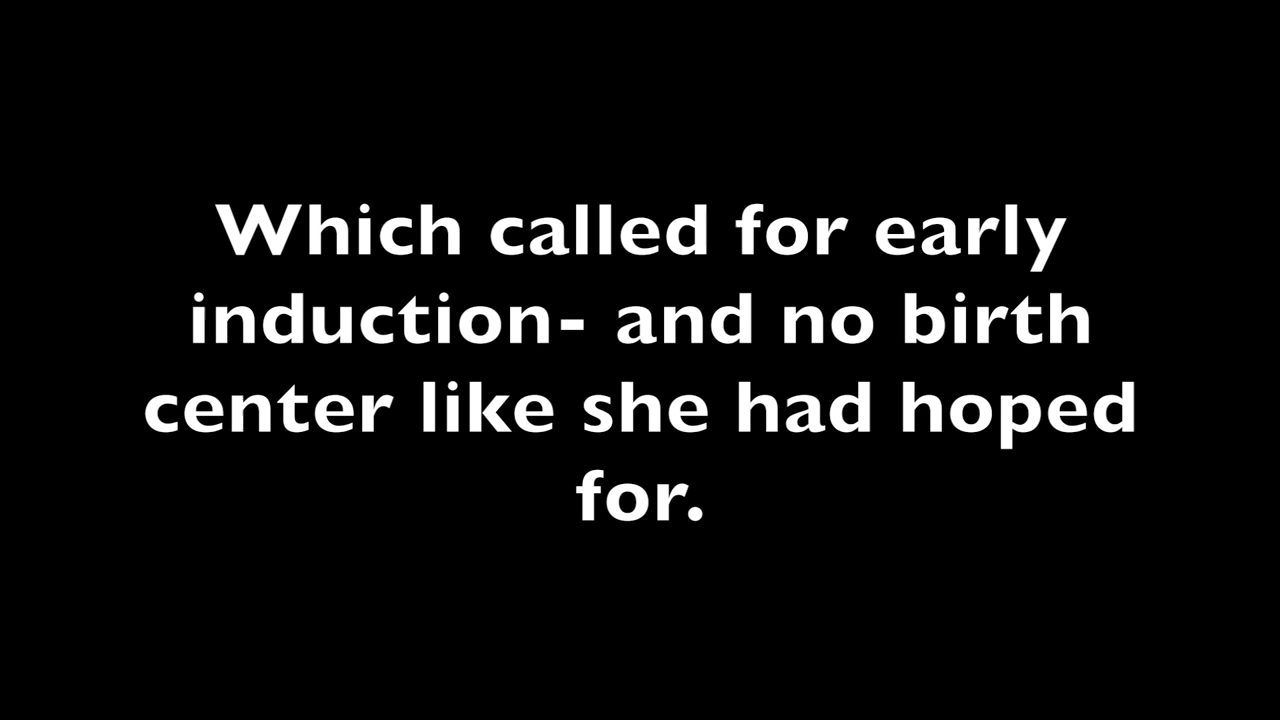 Which called for early
induction- and no birth
center like she had hoped
for.